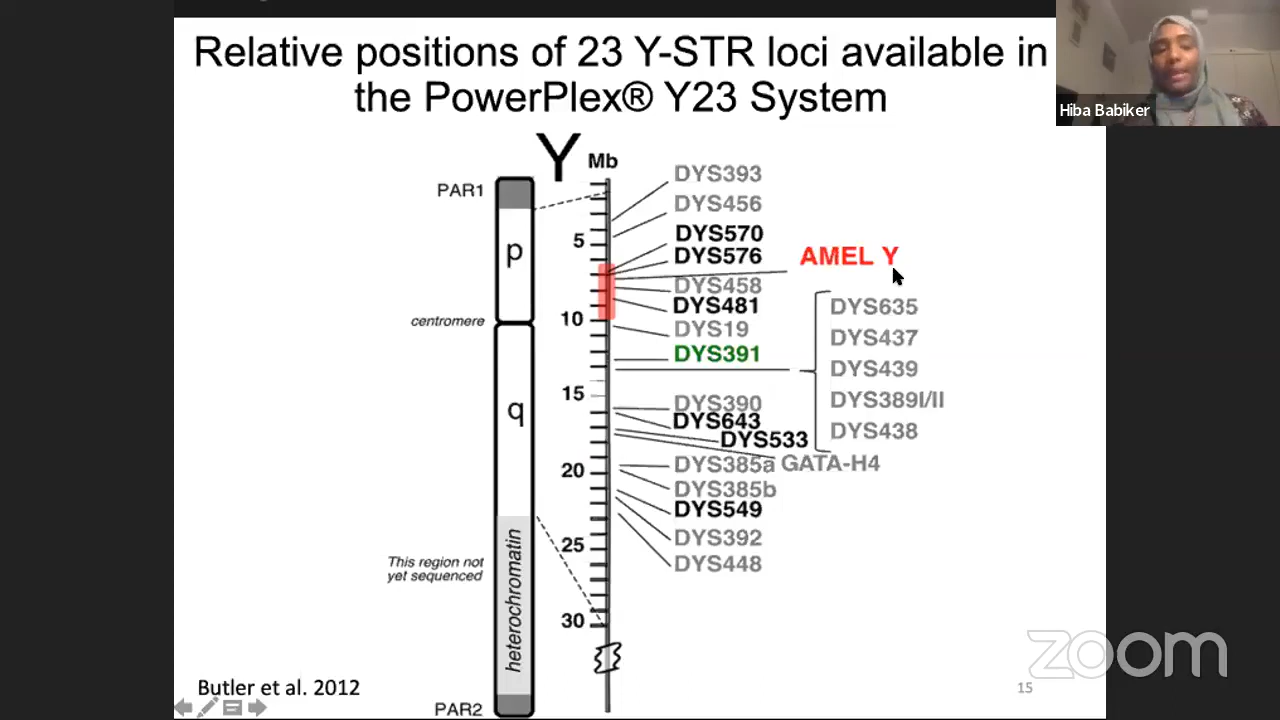 Relative positions of 23 Y-STR loci available in
the PowerPlex® Y23 System
Hiba Babiker
Y
Mb
PAR1
p
centromere
q
This region not
yet sequenced
heterochromatin
PAR2
5
10
15
20
25
30
DYS393
DYS456
DYS570
DYS576
AMEL Y
DYS458
DYS481
DYS19
DYS391
DYS635
DYS437
DYS439
DYS389I/II
DYS438
DYS390
DYS643
DYS533
DYS385a GATA-H4
DYS385b
DYS549
DYS392
DYS448
Butler et al. 2012
zoom
15